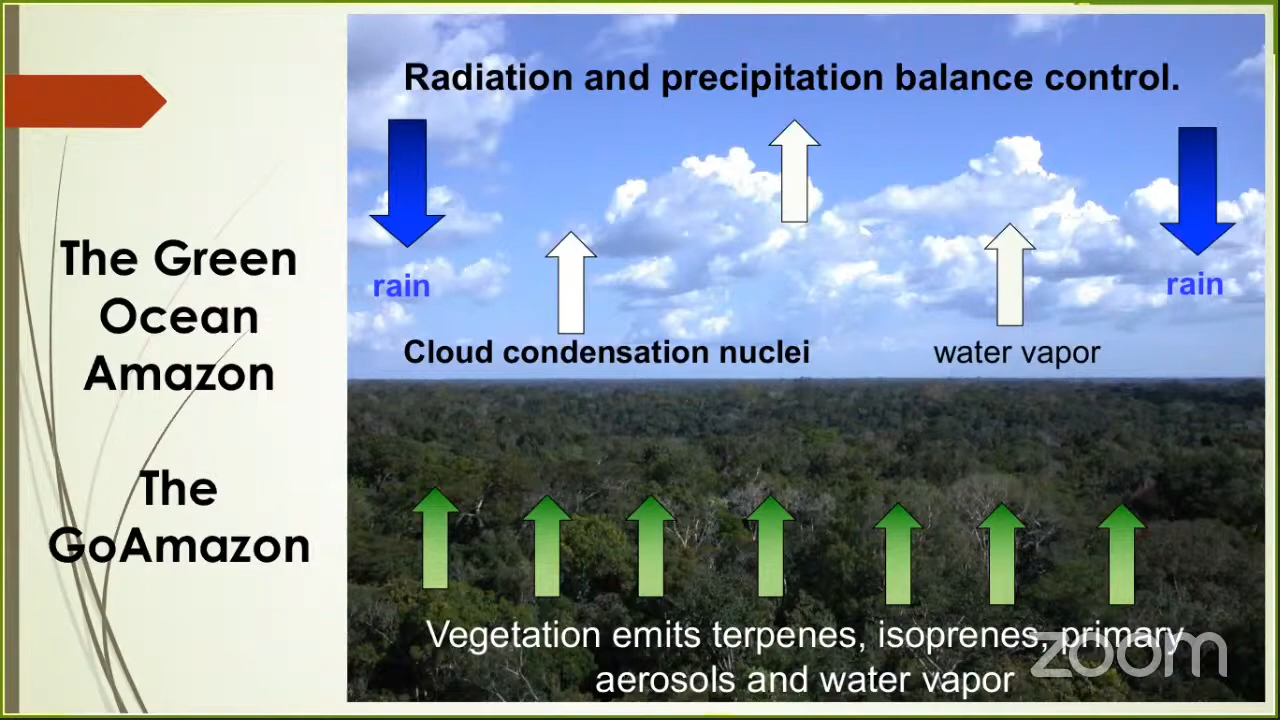 The Green
Ocean
Amazon
The
GoAmazon
Radiation and precipitation balance control.
rain
rain
Cloud condensation nuclei
water vapor
Vegetation emits terpenes, isoprenes, primary
aerosols and water vapor
zoom